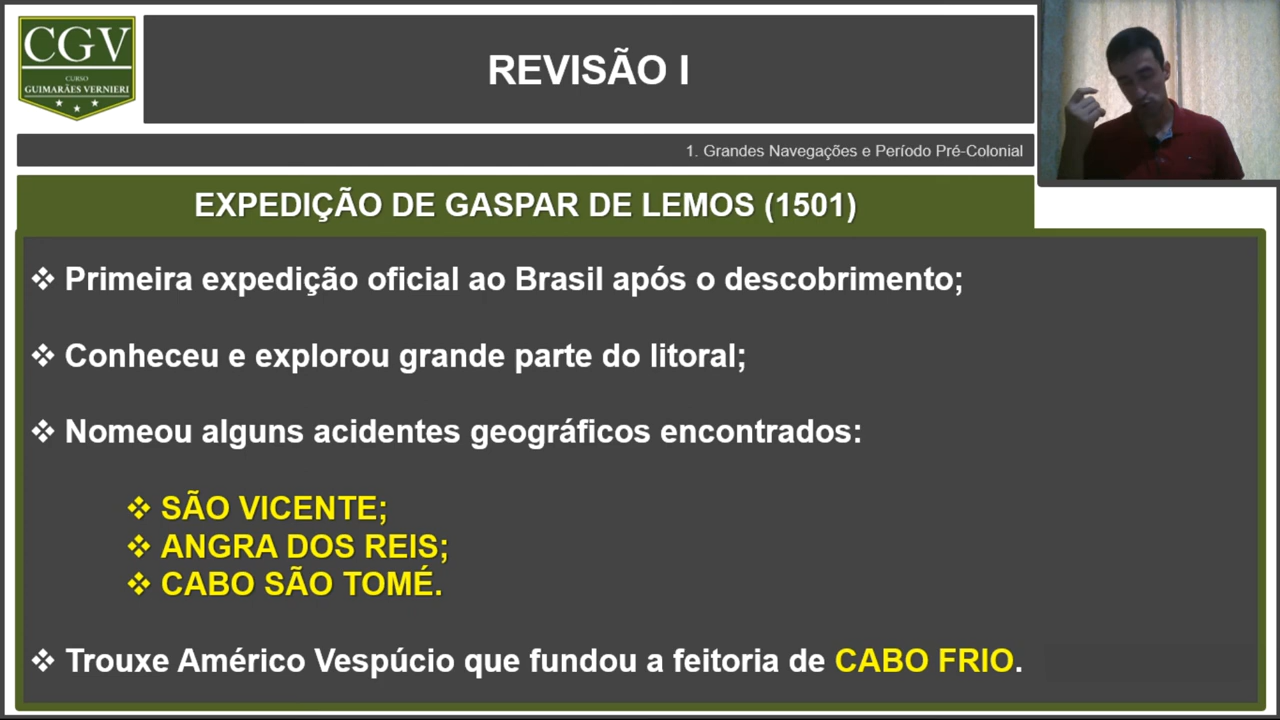 CGV
CURSO
GUIMARÃES VERNIERI
REVISÃO I
1. Grandes Navegações e Período Pré-Colonial
EXPEDIÇÃO DE GASPAR DE LEMOS (1501)
❖ Primeira expedição oficial ao Brasil após o descobrimento;
❖ Conheceu e explorou grande parte do litoral;
❖ Nomeou alguns acidentes geográficos encontrados:
❖ SÃO VICENTE;
❖ ANGRA DOS REIS;
❖ CABO SÃO TOMÉ.
❖ Trouxe Américo Vespúcio que fundou a feitoria de CABO FRIO.